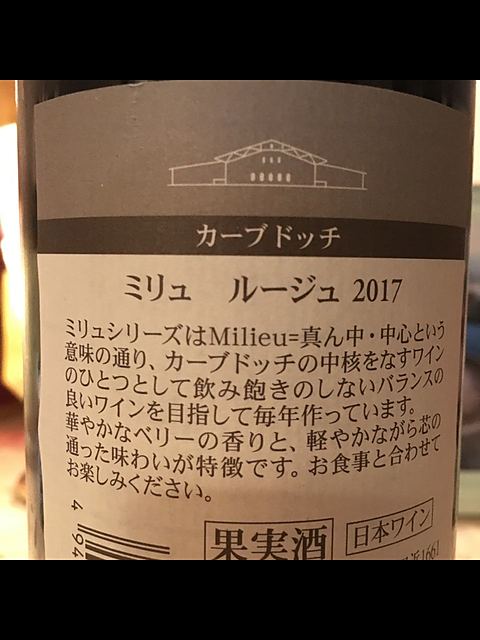 カーブドッチ
ミリュ　ルージュ 2017
ミリュシリーズはMilieu=真ん中・中心という
意味の通り、カーブドッチの中核をなすワイン
のひとつとして飲み飽きのしないバランスの
良いワインを目指して毎年作っています。
華やかなベリーの香りと、軽やかながら芯の
通った味わいが特徴です。お食事と合わせて
お楽しみください。
果実酒 日本ワイン
1661
4 94